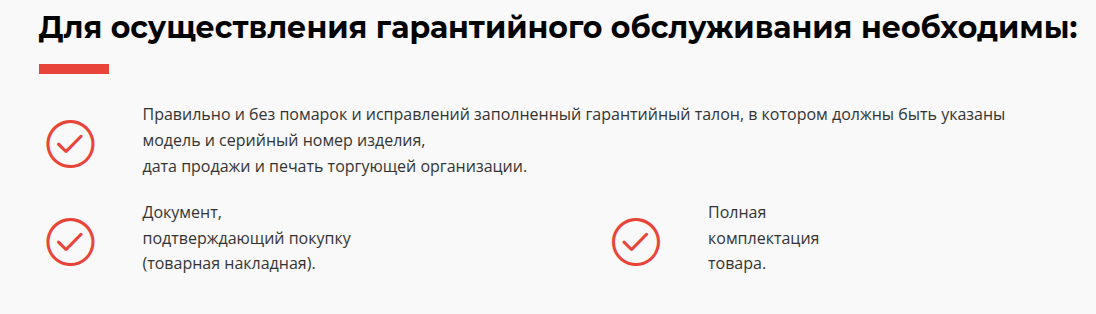 Для осуществления гарантийного обслуживания необходимы:
Правильно и без помарок и исправлений заполненный гарантийный талон, в котором должны быть указаны
модель и серийный номер изделия,
дата продажи и печать торгующей организации.
Документ,
подтверждающий покупку
(товарная накладная).
Полная
комплектация
товара.